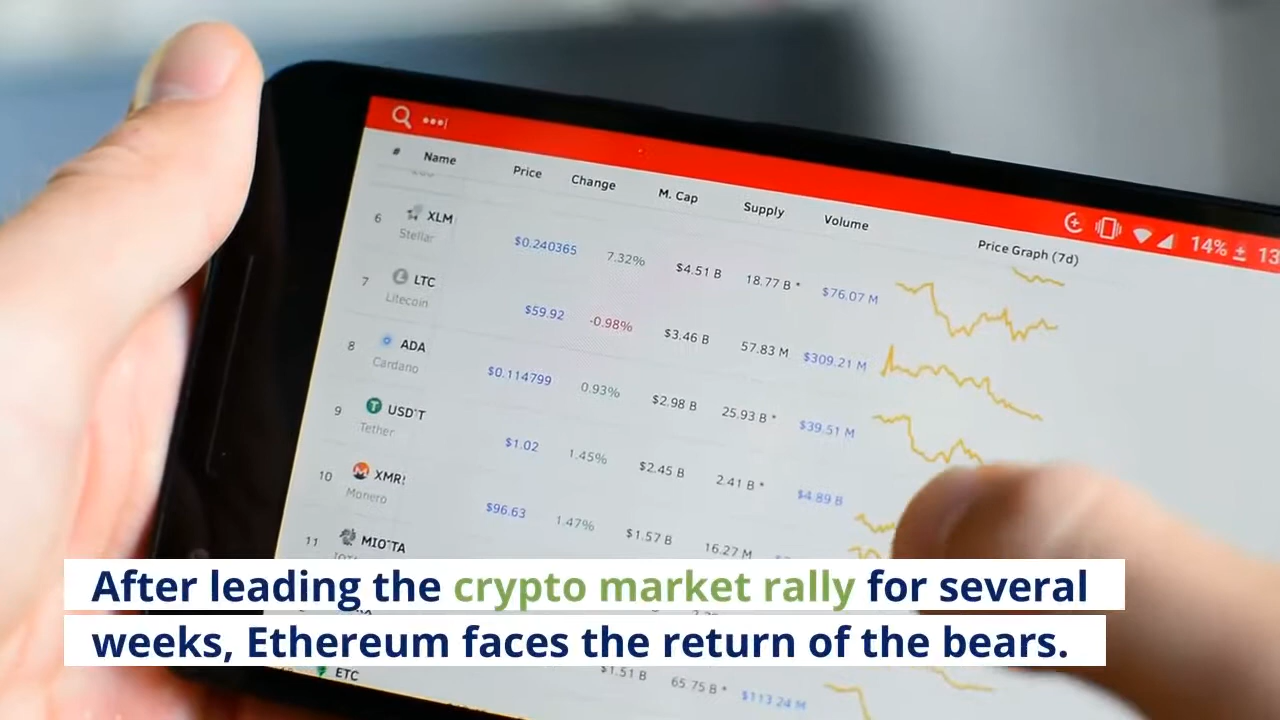 •••
14% 13
# Name Price Change M. Cap Supply Volume Price Graph (7d)
6 XLM Stellar $0.240365 7.32% $4.51 B 18.77 B * $76.07 M
7 LTC Litecoin $59.92 -0.98% $3.46 B 57.83 M $309.21 M
8 ADA Cardano $0.114799 0.93% $2.98 B 25.93 B * $39.51 M
9 USDT Tether $1.02 1.45% $2.45 B 2.41 B * $4.89 B
10 XMR Monero $96.63 1.47% $1.57 B 16.27 M
11 MIOTA
After leading the crypto market rally for several
weeks, Ethereum faces the return of the bears.
ETC $1.51 B 65.75 B * $113.24 M